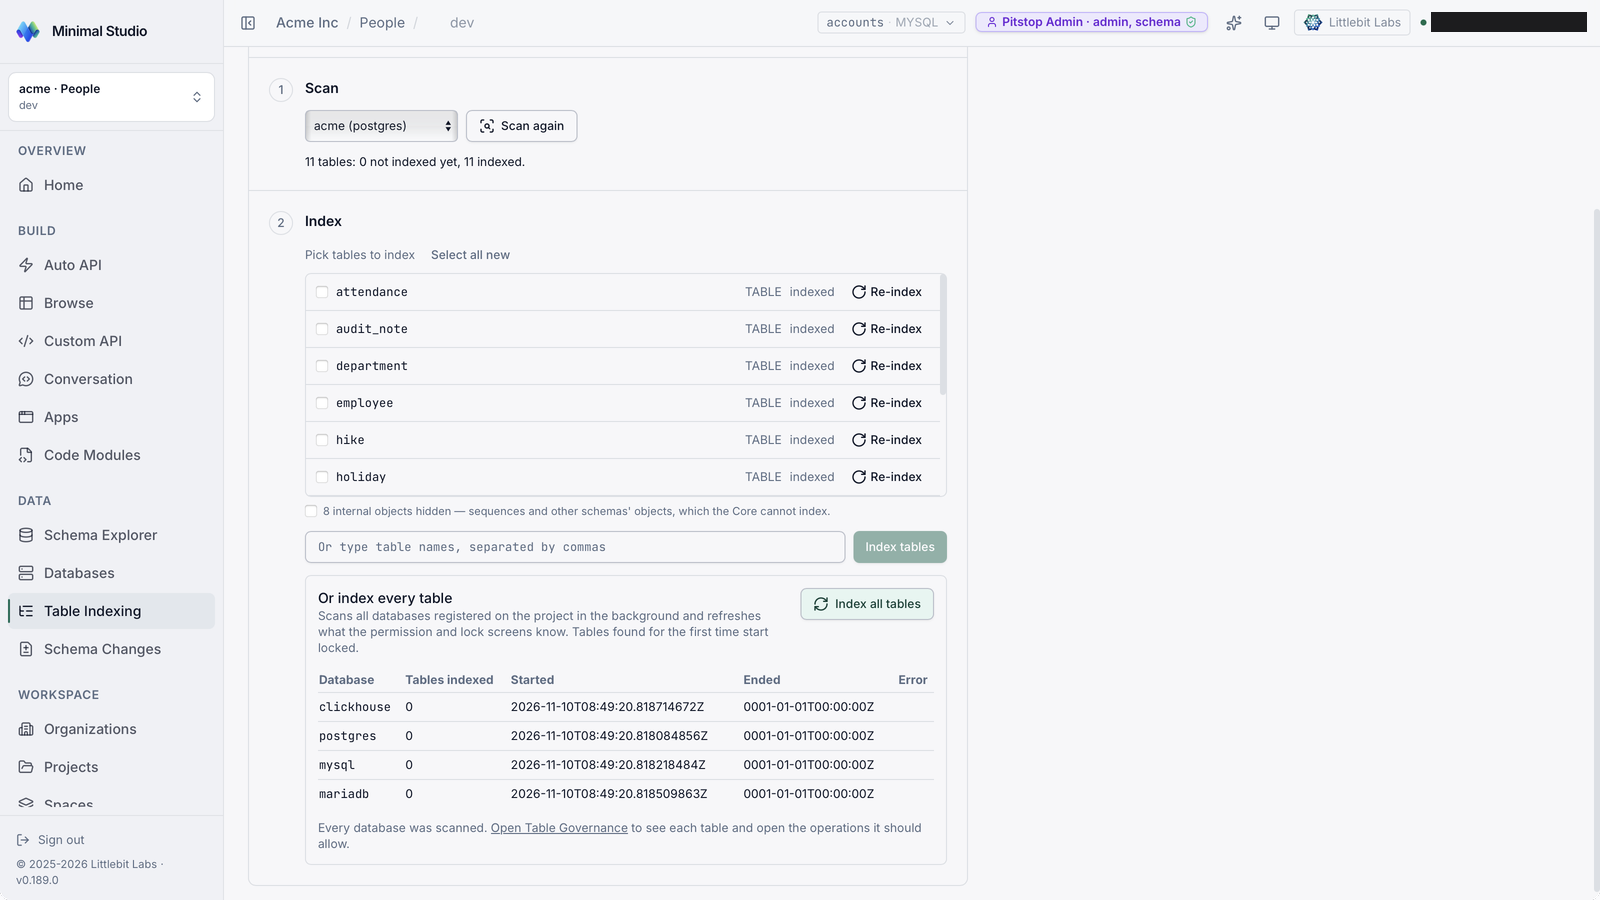 Minimal Studio
acme · People
dev
OVERVIEW
Home
BUILD
Auto API
Browse
Custom API
Conversation
Apps
Code Modules
DATA
Schema Explorer
Databases
Table Indexing
Schema Changes
WORKSPACE
Organizations
Projects
Spaces
Sign out
© 2025-2026 Littlebit Labs ·
v0.189.0
Acme Inc / People / dev
accounts · MYSQL
Pitstop Admin · admin, schema
Littlebit Labs
1 Scan
acme (postgres)
Scan again
11 tables: 0 not indexed yet, 11 indexed.
2 Index
Pick tables to index Select all new
attendance TABLE indexed Re-index
audit_note TABLE indexed Re-index
department TABLE indexed Re-index
employee TABLE indexed Re-index
hike TABLE indexed Re-index
holiday TABLE indexed Re-index
8 internal objects hidden — sequences and other schemas' objects, which the Core cannot index.
Or type table names, separated by commas
Index tables
Or index every table
Scans all databases registered on the project in the background and refreshes
what the permission and lock screens know. Tables found for the first time start
locked.
Index all tables
Database Tables indexed Started Ended Error
clickhouse 0 2026-11-10T08:49:20.818714672Z 0001-01-01T00:00:00Z
postgres 0 2026-11-10T08:49:20.818084856Z 0001-01-01T00:00:00Z
mysql 0 2026-11-10T08:49:20.818218484Z 0001-01-01T00:00:00Z
mariadb 0 2026-11-10T08:49:20.818509863Z 0001-01-01T00:00:00Z
Every database was scanned. Open Table Governance to see each table and open the operations it should
allow.